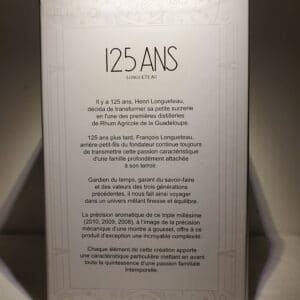 125 ANS
LONGUETEAU
Il y a 125 ans, Henri Longueteau,
décida de transformer sa petite sucrerie
en l'une des premières distilleries
de Rhum Agricole de la Guadeloupe.
125 ans plus tard, François Longueteau,
arrière-petit-fils du fondateur continue toujours
de transmettre cette passion caractéristique
d'une famille profondément attachée
à son terroir.
Gardien du temps, garant du savoir-faire
et des valeurs des trois générations
précédentes, il nous fait ainsi voyager
dans un univers mêlant finesse et équilibre.
La précision aromatique de ce triple millésime
(2010, 2009, 2008), à l'image de la précision
mécanique d'une montre à gousset, offre à ce
produit d'exception une incroyable complexité.
Chaque élément de cette création apporte
une caractéristique particulière mettant en avant
toute la quintessence d'une passion familiale
intemporelle.